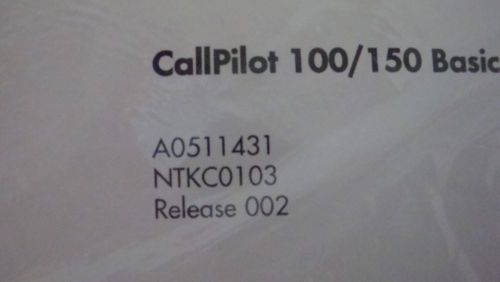 CallPilot 100/150 Basic
A0511431
NTKC0103
Release 002